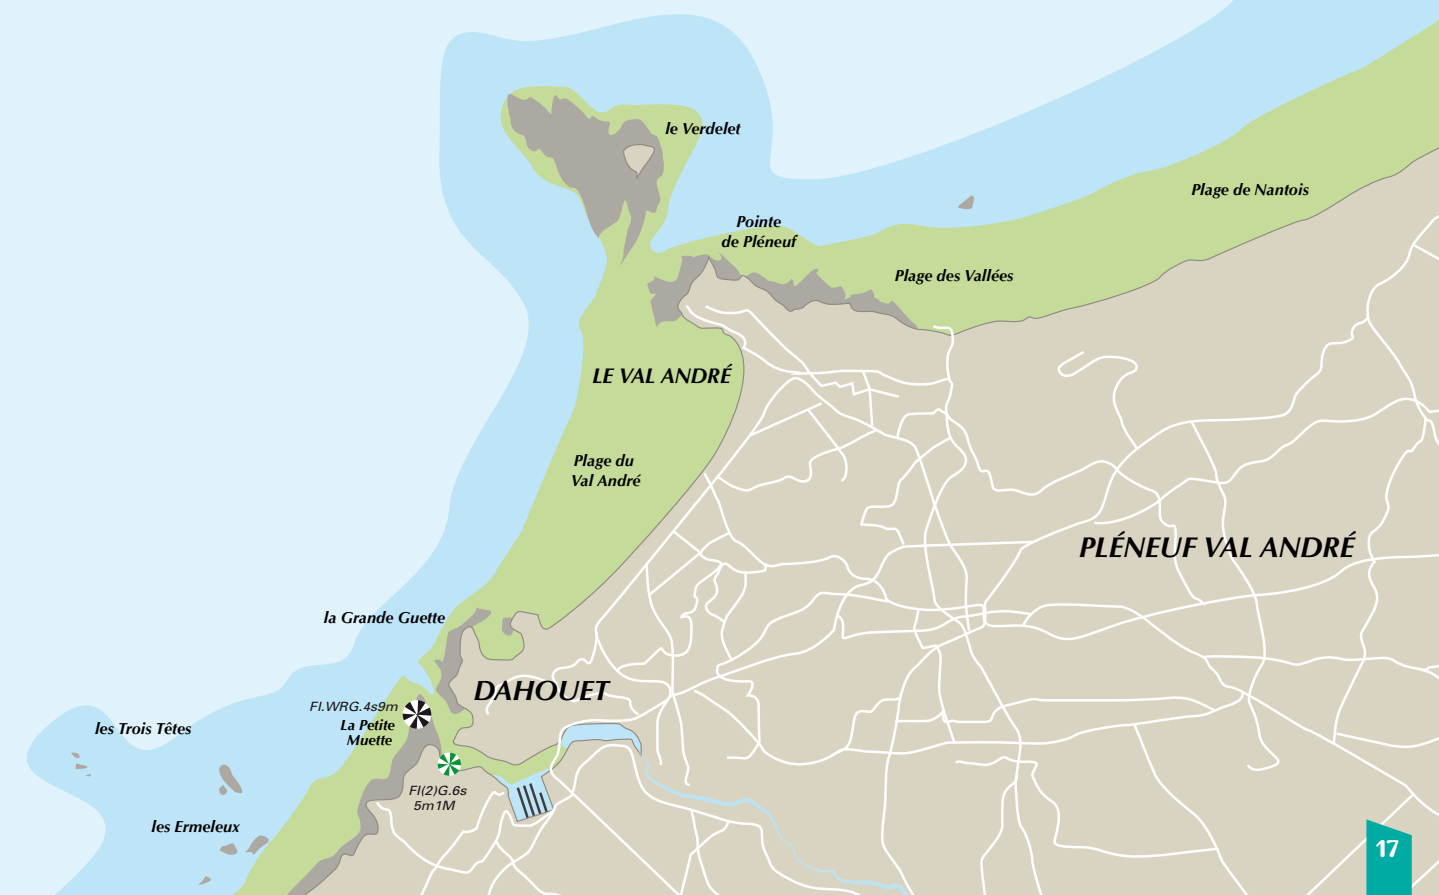 le Verdelet
Plage de Nantois
Pointe
de Pléneuf
Plage des Vallées
LE VAL ANDRÉ
Plage du
Val André
PLÉNEUF VAL ANDRÉ
la Grande Guette
DAHOUET
FI.WRG.4s9m
La Petite
Muette
les Trois Têtes
FI(2)G.6s
5m1M
les Ermeleux
17